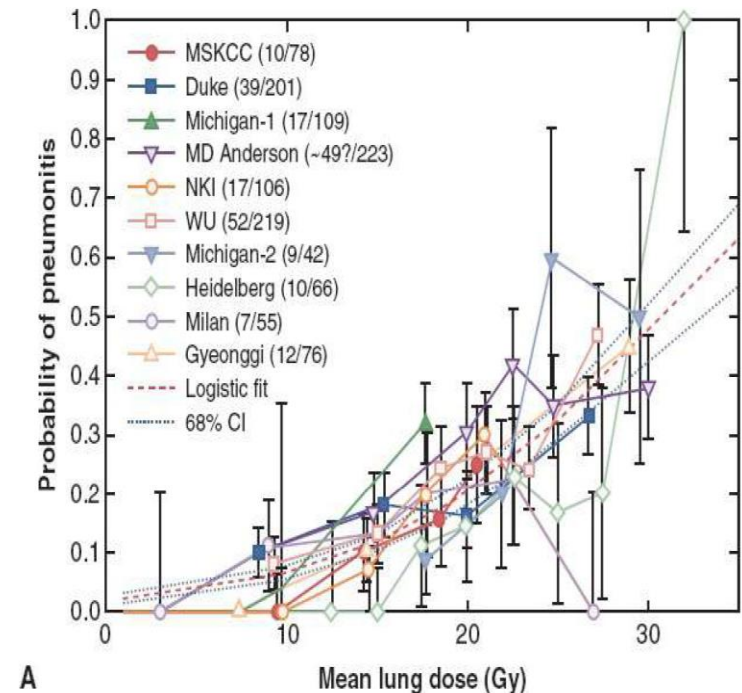 1.0
0.9
0.8
0.7
0.6
0.5
0.4
0.3
0.2
0.1
0.0
Probability of pneumonitis
MSKCC (10/78)
Duke (39/201)
Michigan-1 (17/109)
MD Anderson (~49?/223)
NKI (17/106)
WU (52/219)
Michigan-2 (9/42)
Heidelberg (10/66)
Milan (7/55)
Gyeonggi (12/76)
Logistic fit
68% CI
0 10 20 30
A Mean lung dose (Gy)